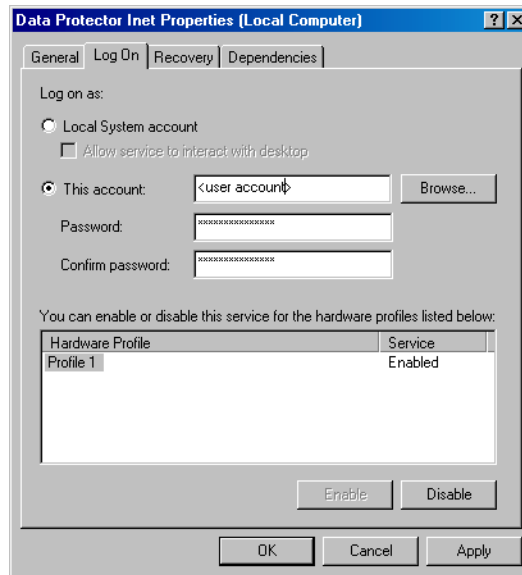 Data Protector Inet Properties (Local Computer)
General Log On Recovery Dependencies
Log on as:
Local System account
Allow service to interact with desktop
This account: <user account> Browse...
Password: ***************
Confirm password: ***************
You can enable or disable this service for the hardware profiles listed below:
Hardware Profile Service
Profile 1 Enabled
Enable Disable
OK Cancel Apply